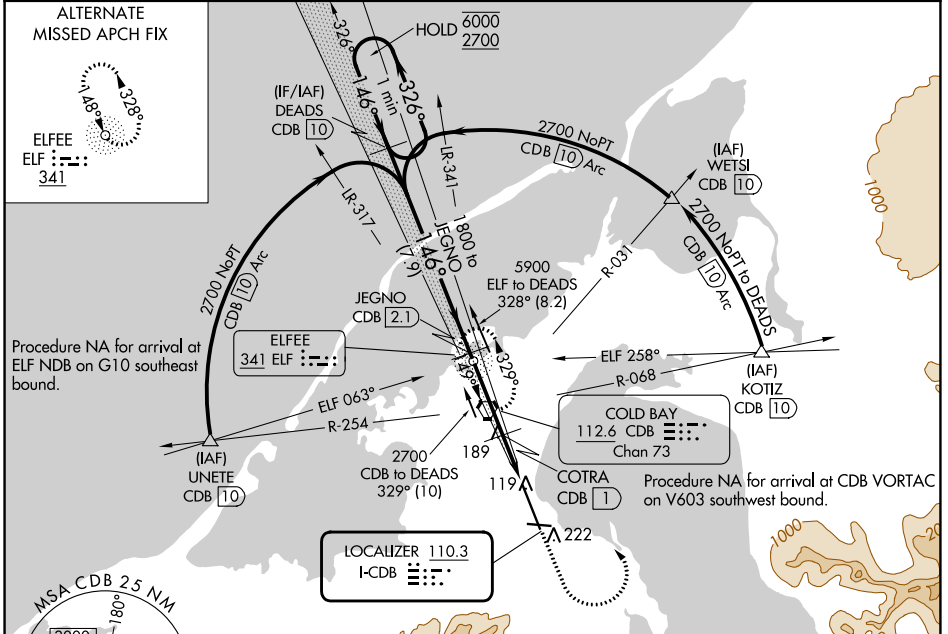 ALTERNATE
MISSED APCH FIX
148°
328°
ELFEE
ELF
341
326°
HOLD
6000
2700
1 min
146°
326°
(IF/IAF)
DEADS
CDB 10
LR-317
LR-341
2700 NoPT
CDB 10 Arc
(IAF)
WETSI
CDB 10
1000
2700 NoPT
CDB 10 Arc
146°
(7.9)
1800 to
JEGNO
R-031
2700 NoPT to DEADS
CDB 10 Arc
5900
ELF to DEADS
328° (8.2)
JEGNO
CDB 2.1
Procedure NA for arrival at
ELF NDB on G10 southeast
bound.
ELFEE
341 ELF
149°
329°
ELF 258°
R-068
(IAF)
KOTIZ
CDB 10
ELF 063°
R-254
(IAF)
UNETE
CDB 10
COLD BAY
112.6 CDB
Chan 73
2700
CDB to DEADS
329° (10)
189
119
COTRA
CDB 1
Procedure NA for arrival at CDB VORTAC
on V603 southwest bound.
222
LOCALIZER 110.3
I-CDB
1000
MSA CDB 25 NM
180°